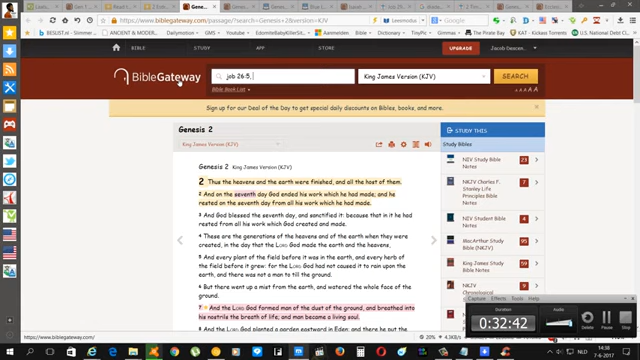 Genes
https://www.biblegateway.com/passage/?search=Genesis+2&version=KJV
BIBLE STUDY APP STORE UPGRADE
BibleGateway
job 26-5,
King James Version (KJV)
SEARCH
Bible Book List
Sign up for our Deal of the Day to get special daily discounts on Bibles, books, and more.
Genesis 2
King James Version (KJV)
Genesis 2 King James Version (KJV)
2 Thus the heavens and the earth were finished, and all the host of them.
2 And on the seventh day God ended his work which he had made; and he
rested on the seventh day from all his work which he had made.
3 And God blessed the seventh day, and sanctified it: because that in it he had
rested from all his work which God created and made.
4 These are the generations of the heavens and of the earth when they were
created, in the day that the LORD God made the earth and the heavens,
5 And every plant of the field before it was in the earth, and every herb
of the field before it grew: for the LORD God had not caused it to rain upon the
earth, and there was not a man to till the ground.
6 But there went up a mist from the earth, and watered the whole face of the
ground.
7 And the LORD God formed man of the dust of the ground, and breathed into
his nostrils the breath of life; and man became a living soul.
8 And the LORD God planted a garden eastward in Eden; and there he put the
STUDY THIS
Study Bibles
NIV Study Bible
Notes
23
NKJV Charles F.
Stanley Life
Principles Bible
7
NIV Student Bible
4
MacArthur Study
Bible (NKJV)
95
King James Study
Bible Notes
59
NKJV
Chronological
9
Capture Effects Tools Help
Duration
0:32:42
Delete
Pause
Stop
www.biblegateway.com/
NLD
14:38
7-6-2017